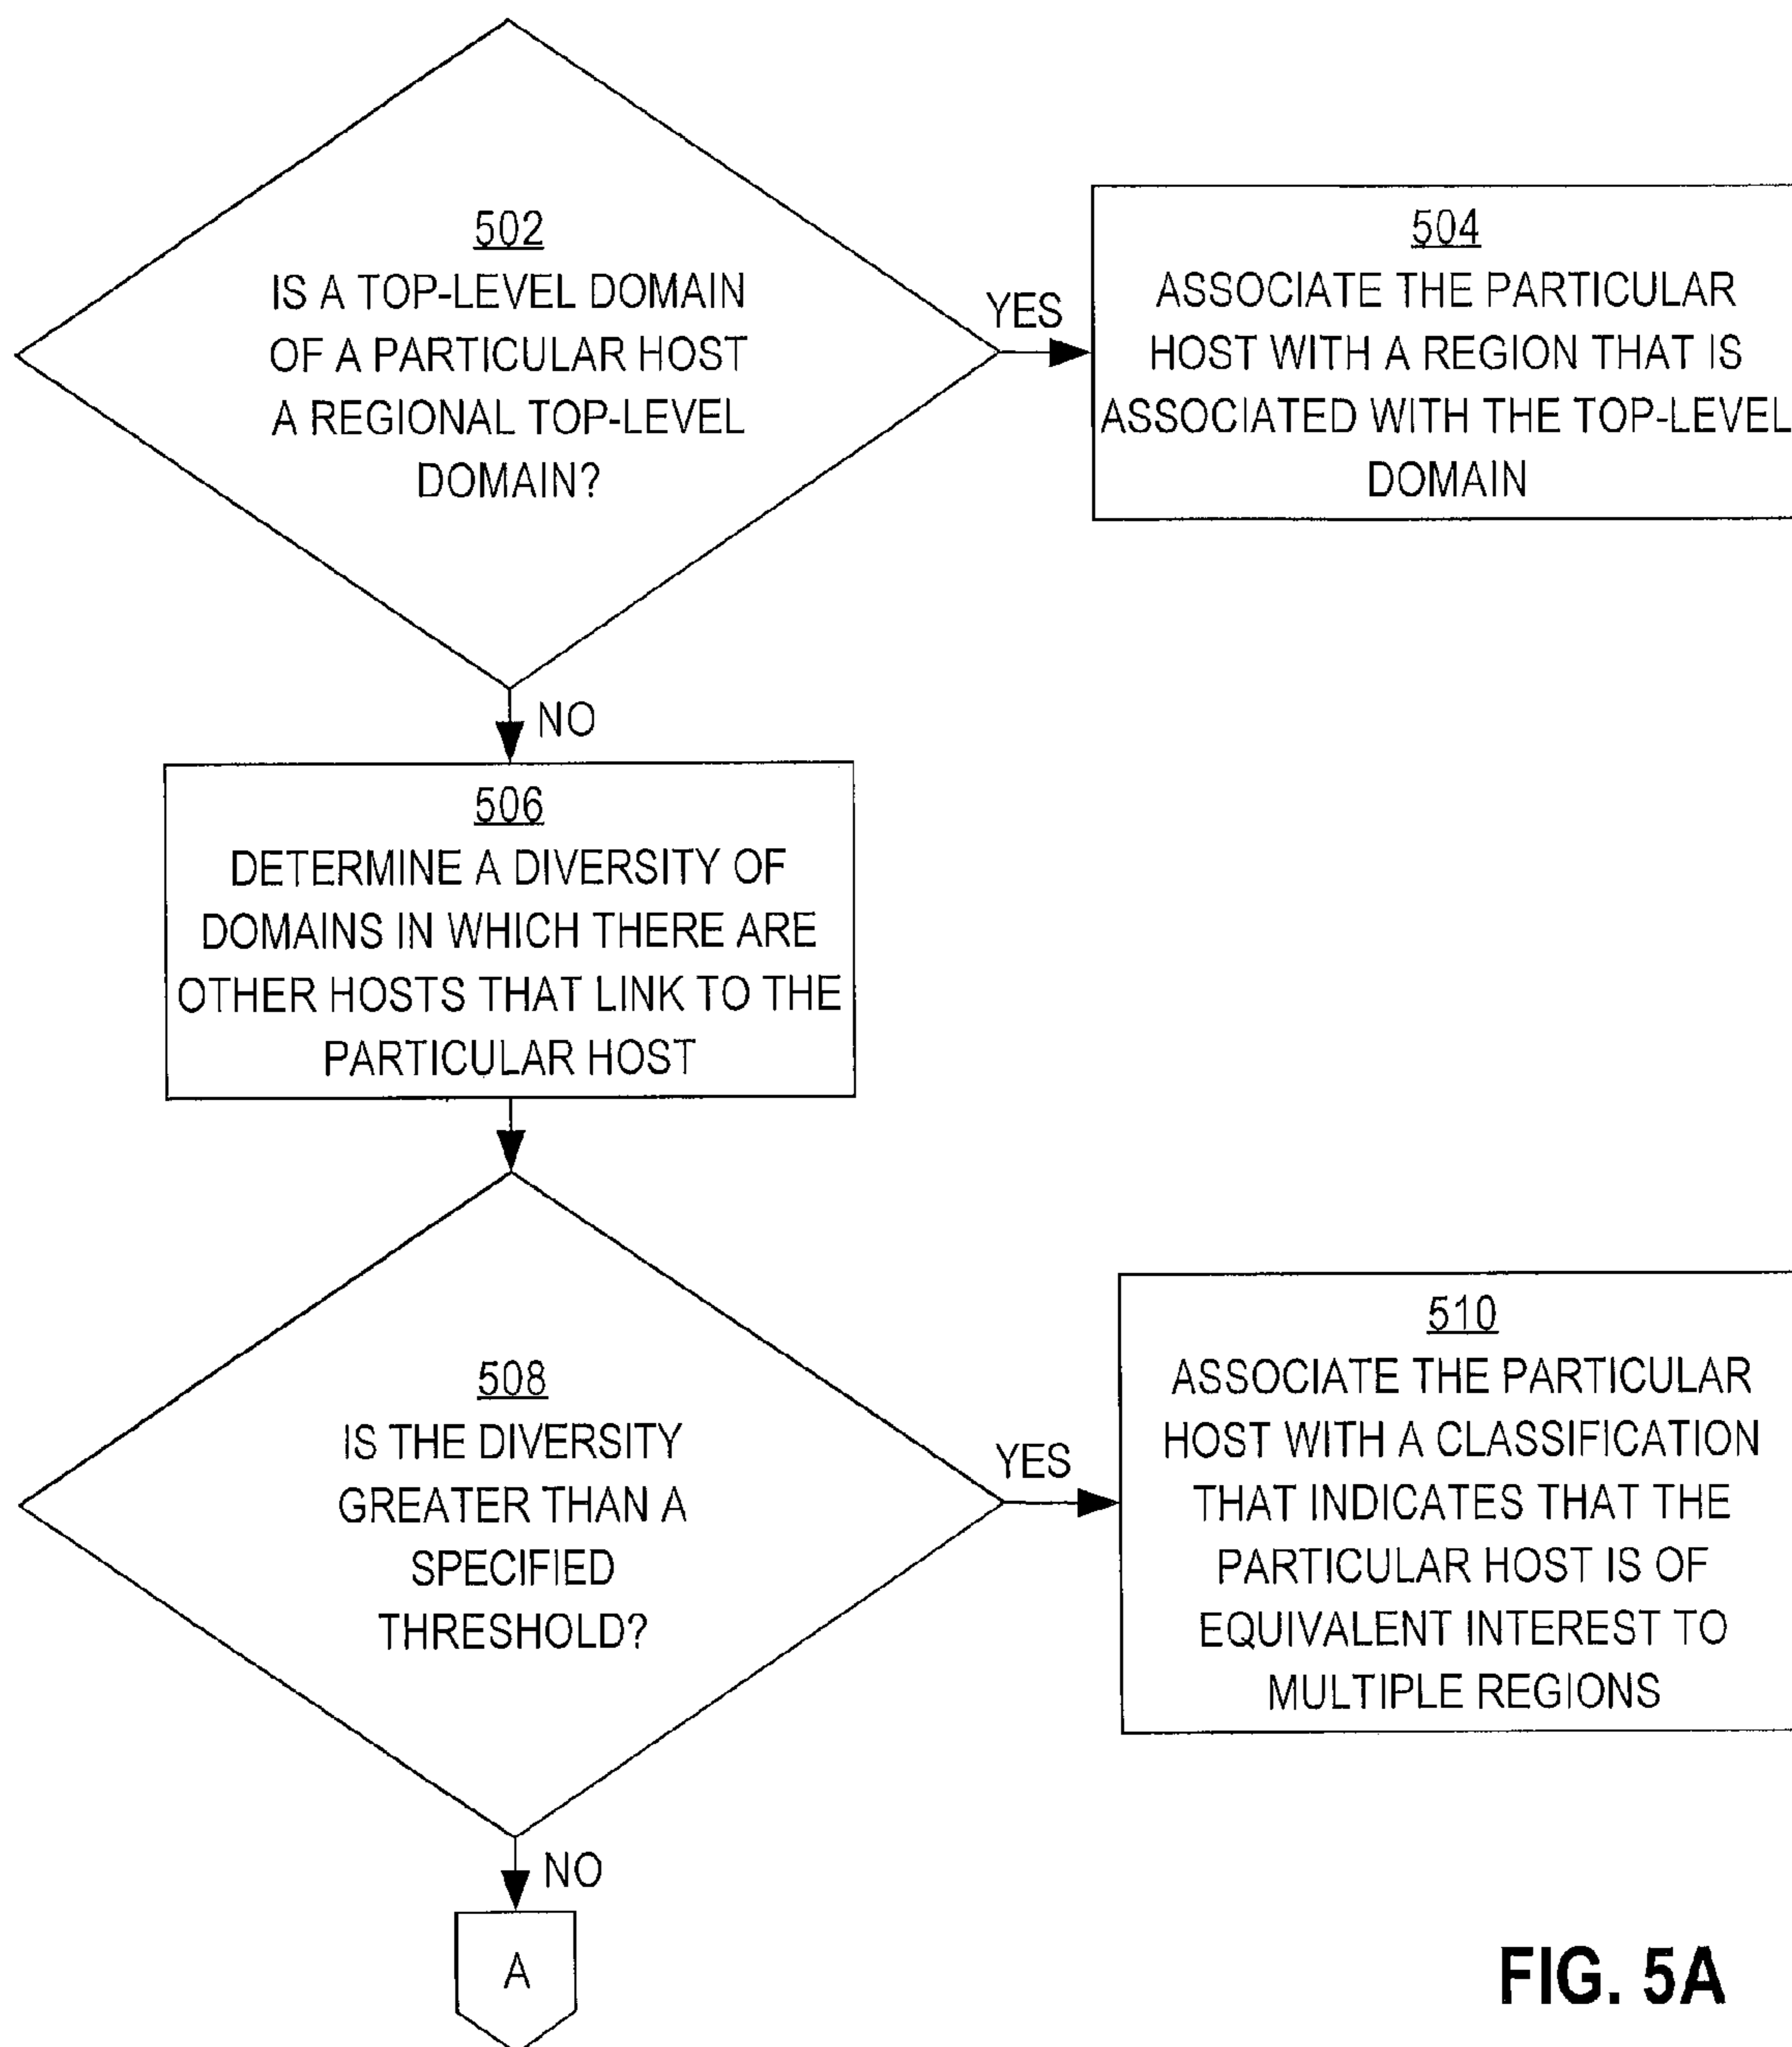 502
IS A TOP-LEVEL DOMAIN
OF A PARTICULAR HOST
A REGIONAL TOP-LEVEL
DOMAIN?
YES
504
ASSOCIATE THE PARTICULAR
HOST WITH A REGION THAT IS
ASSOCIATED WITH THE TOP-LEVEL
DOMAIN
NO
506
DETERMINE A DIVERSITY OF
DOMAINS IN WHICH THERE ARE
OTHER HOSTS THAT LINK TO THE
PARTICULAR HOST
508
IS THE DIVERSITY
GREATER THAN A
SPECIFIED
THRESHOLD?
YES
510
ASSOCIATE THE PARTICULAR
HOST WITH A CLASSIFICATION
THAT INDICATES THAT THE
PARTICULAR HOST IS OF
EQUIVALENT INTEREST TO
MULTIPLE REGIONS
NO
A
FIG. 5A